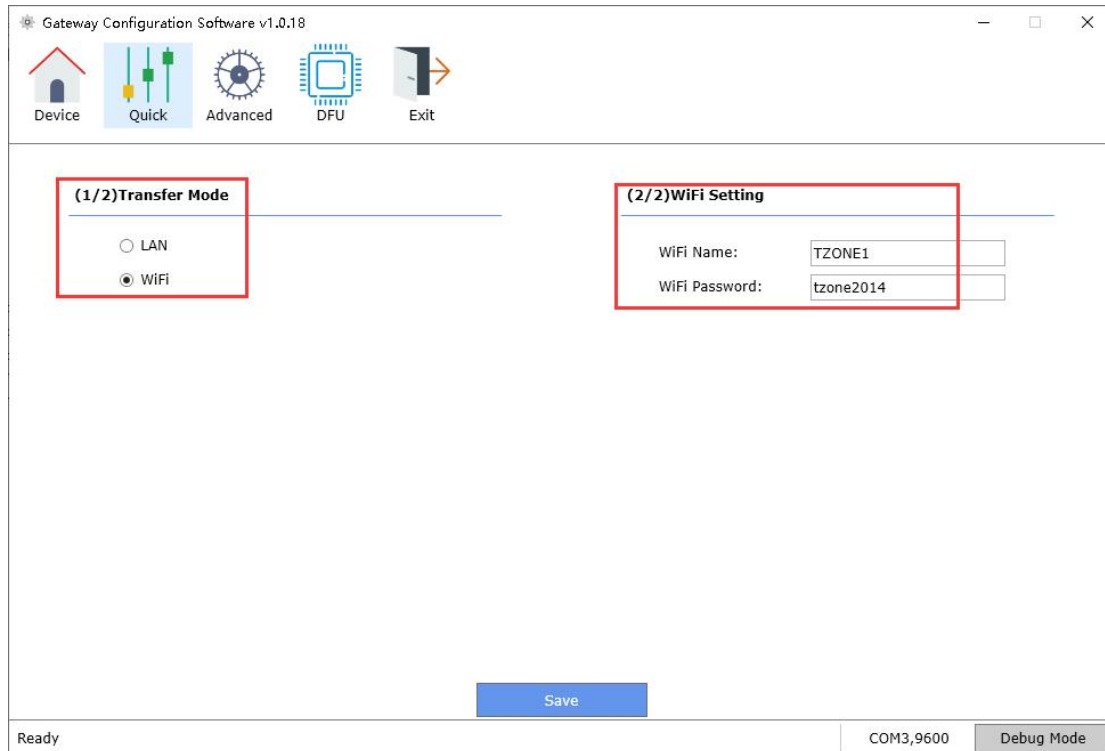 Gateway Configuration Software v1.0.18
Device Quick Advanced DFU Exit
(1/2)Transfer Mode
LAN
WiFi
(2/2)WiFi Setting
WiFi Name: TZONE1
WiFi Password: tzone2014
Save
Ready COM3,9600 Debug Mode